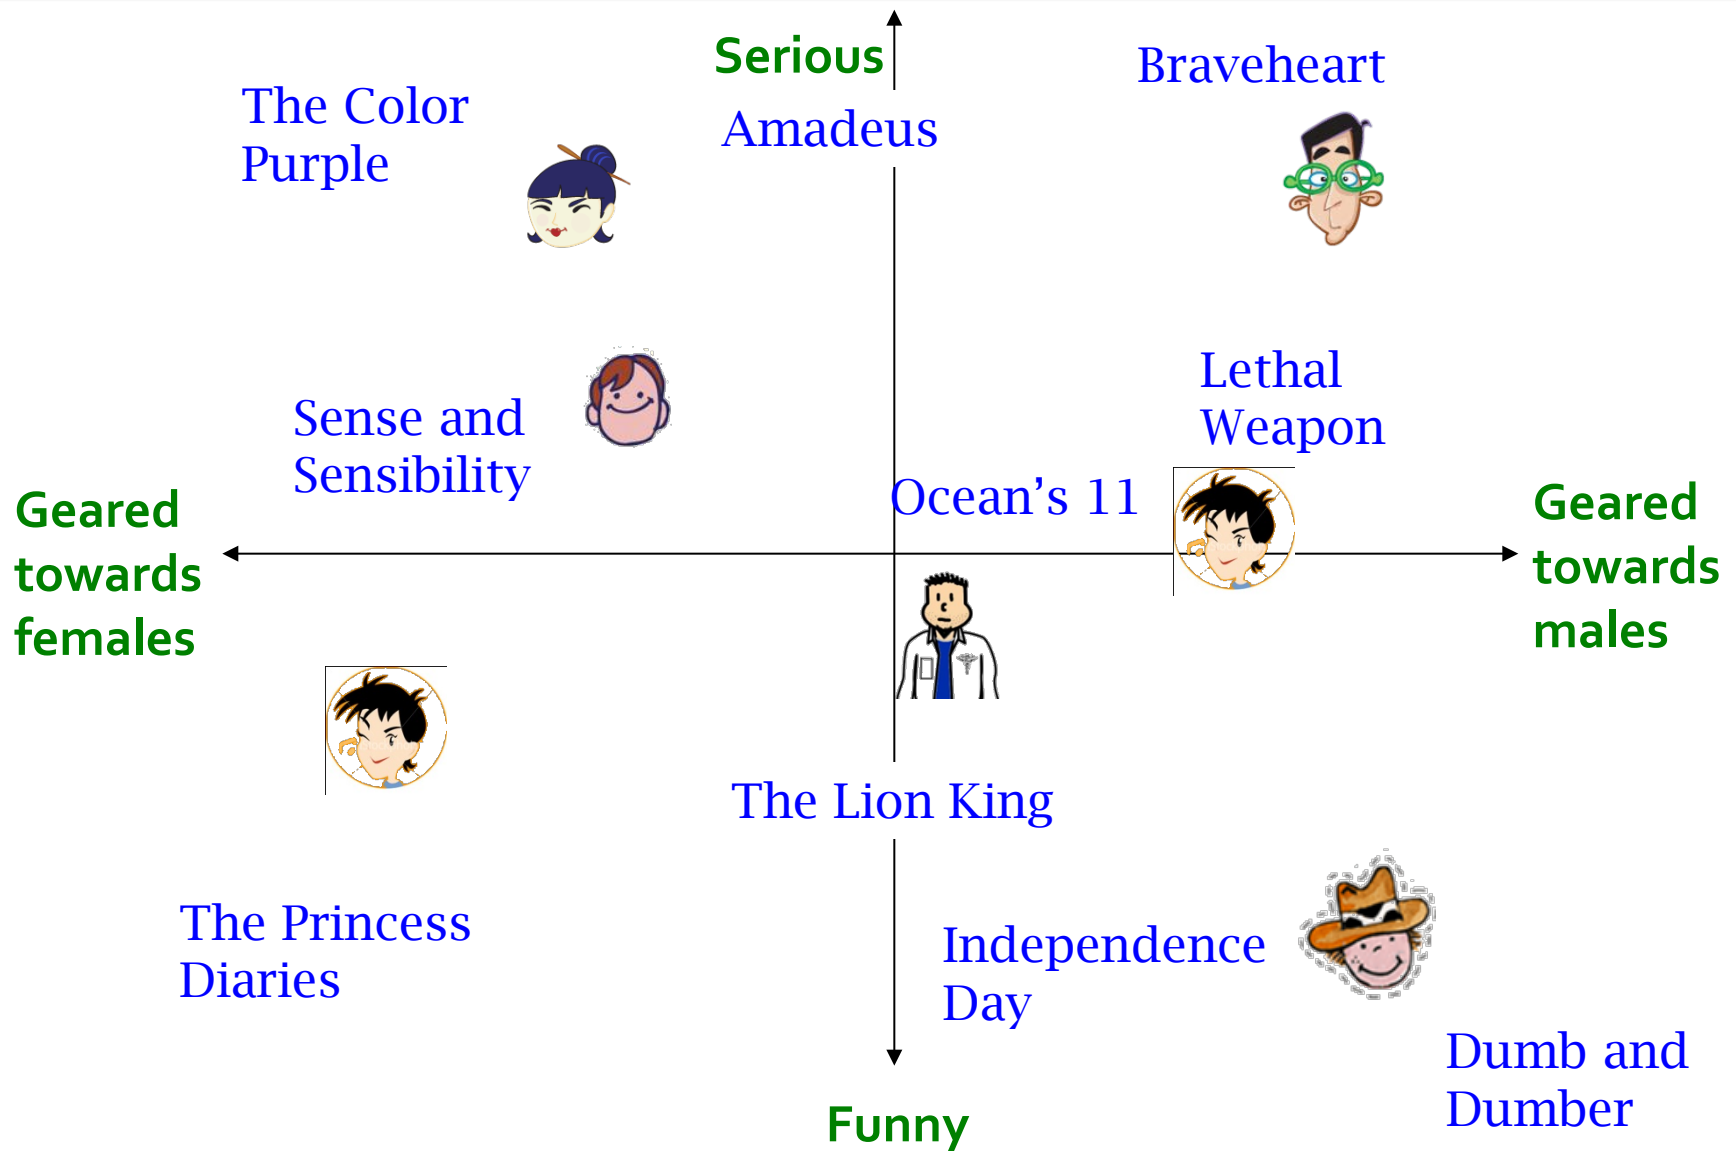 Serious
Braveheart
The Color
Purple
Amadeus
Lethal
Weapon
Sense and
Sensibility
Ocean’s 11
Geared
towards
females
Geared
towards
males
The Lion King
The Princess
Diaries
Independence
Day
Dumb and
Dumber
Funny